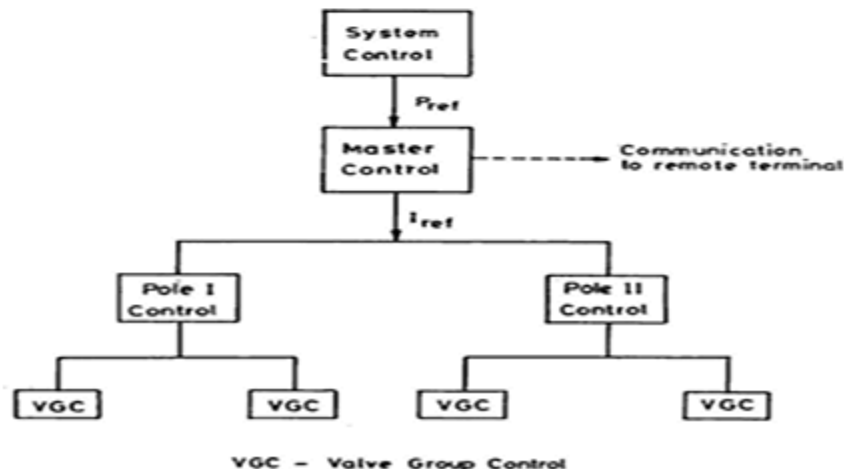 System
Control
Pref
Master
Control
Communication
to remote terminal
Iref
Pole I
Control
Pole II
Control
VGC
VGC
VGC
VGC
VGC - Valve Group Control